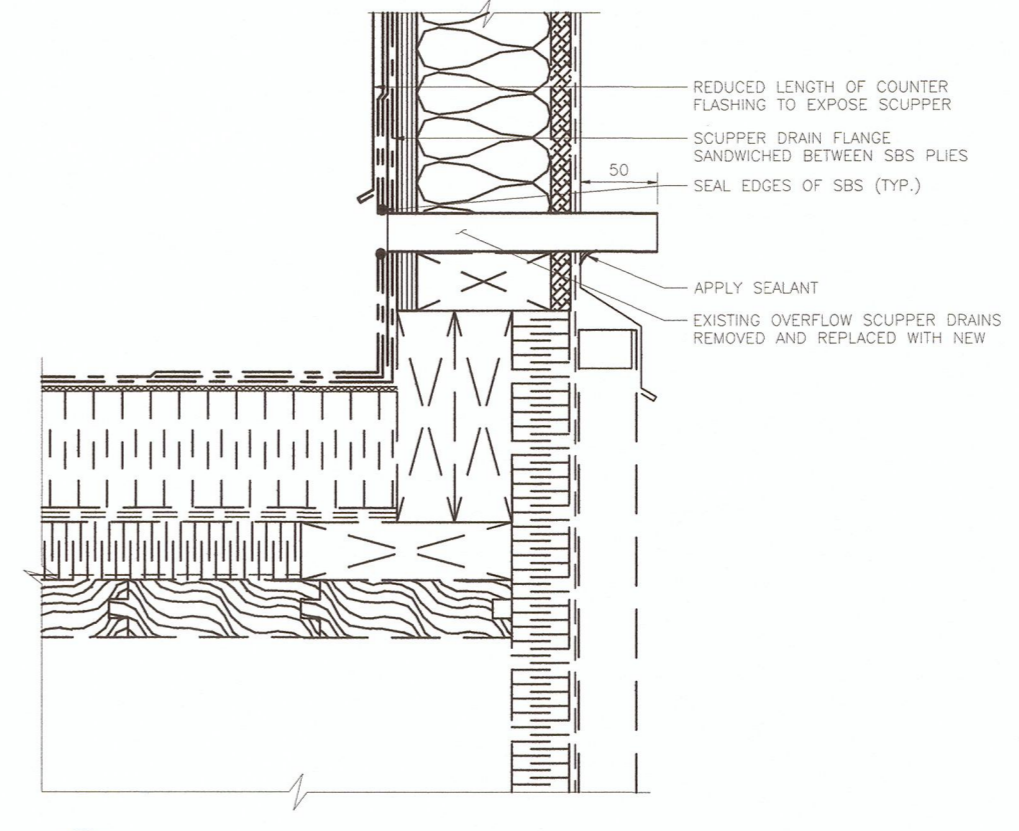 REDUCED LENGTH OF COUNTER
FLASHING TO EXPOSE SCUPPER
SCUPPER DRAIN FLANGE
SANDWICHED BETWEEN SBS PLIES
50
SEAL EDGES OF SBS (TYP.)
APPLY SEALANT
EXISTING OVERFLOW SCUPPER DRAINS
REMOVED AND REPLACED WITH NEW